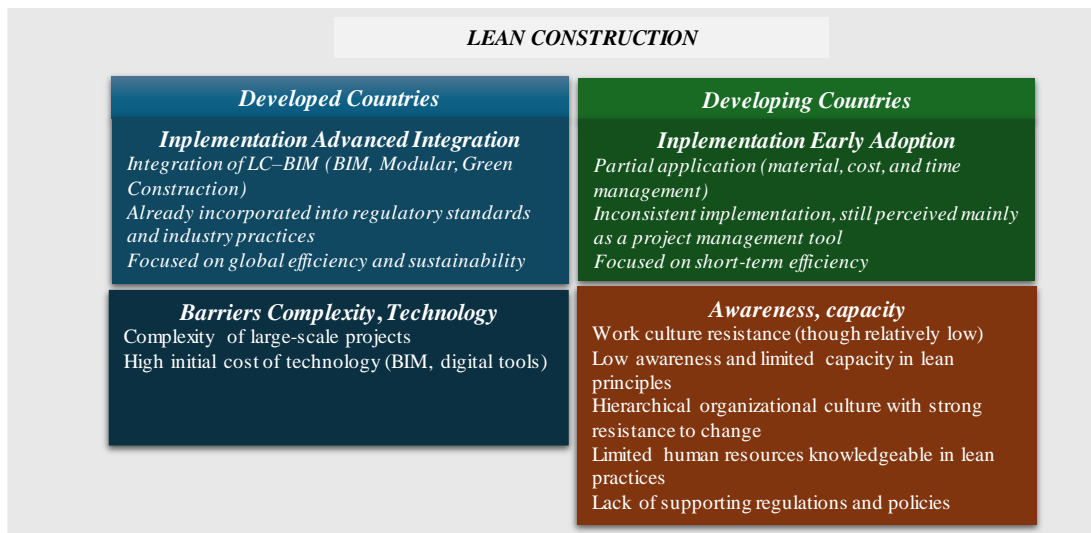 LEAN CONSTRUCTION
Developed Countries
Inplementation Advanced Integration
Integration of LC–BIM (BIM, Modular, Green
Construction)
Already incorporated into regulatory standards
and industry practices
Focused on global efficiency and sustainability
Barriers Complexity, Technology
Complexity of large-scale projects
High initial cost of technology (BIM, digital tools)
Developing Countries
Inplementation Early Adoption
Partial application (material, cost, and time
management)
Inconsistent implementation, still perceived mainly
as a project management tool
Focused on short-term efficiency
Awareness, capacity
Work culture resistance (though relatively low)
Low awareness and limited capacity in lean
principles
Hierarchical organizational culture with strong
resistance to change
Limited human resources knowledgeable in lean
practices
Lack of supporting regulations and policies